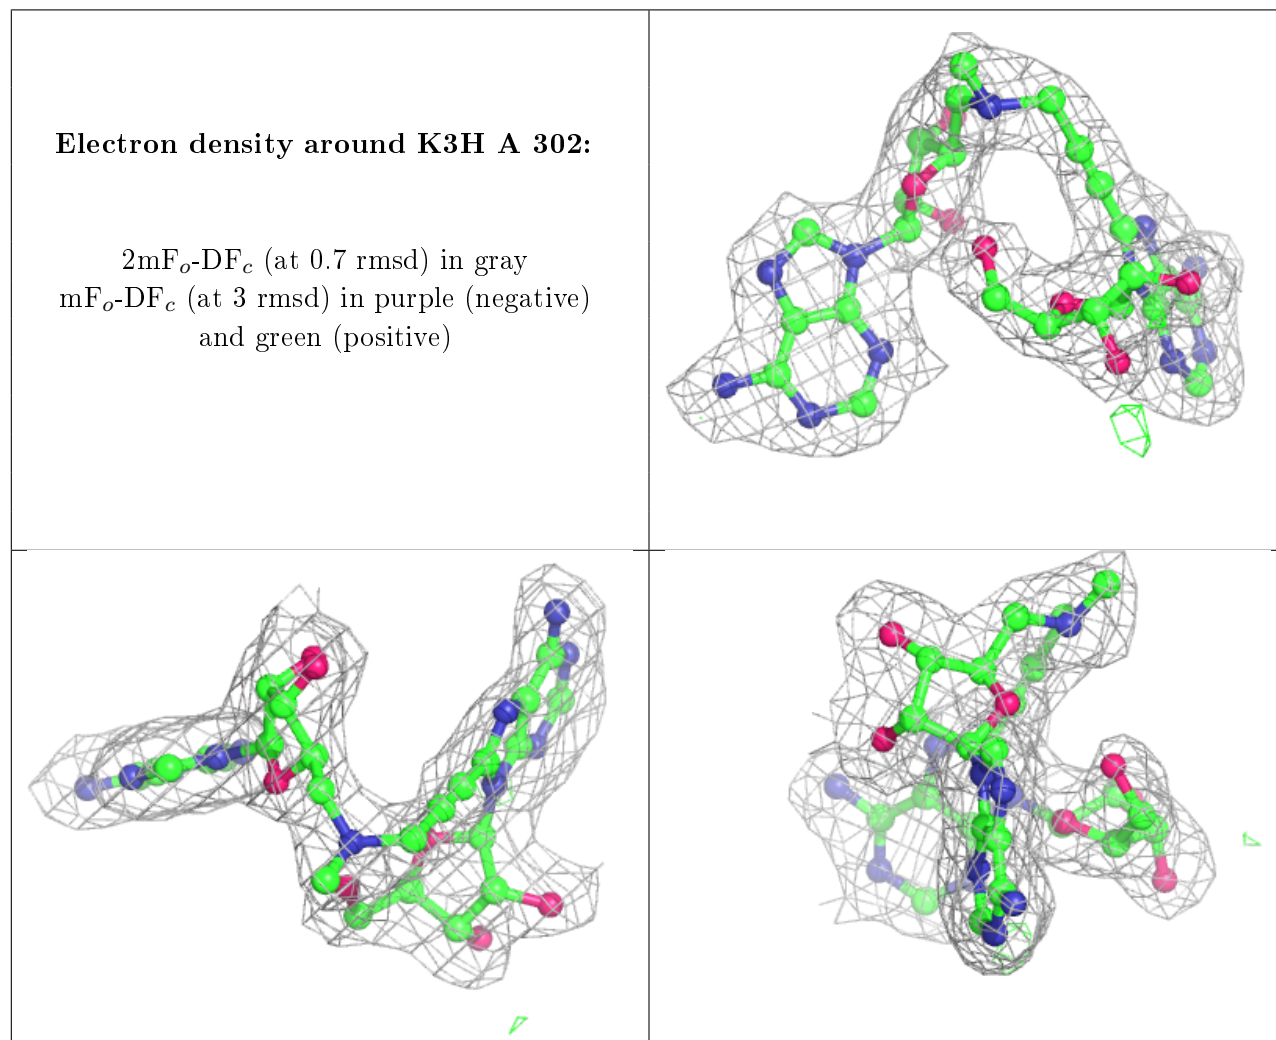 Electron density around K3H A 302:
2mFo-DFc (at 0.7 rmsd) in gray
mFo-DFc (at 3 rmsd) in purple (negative)
and green (positive)